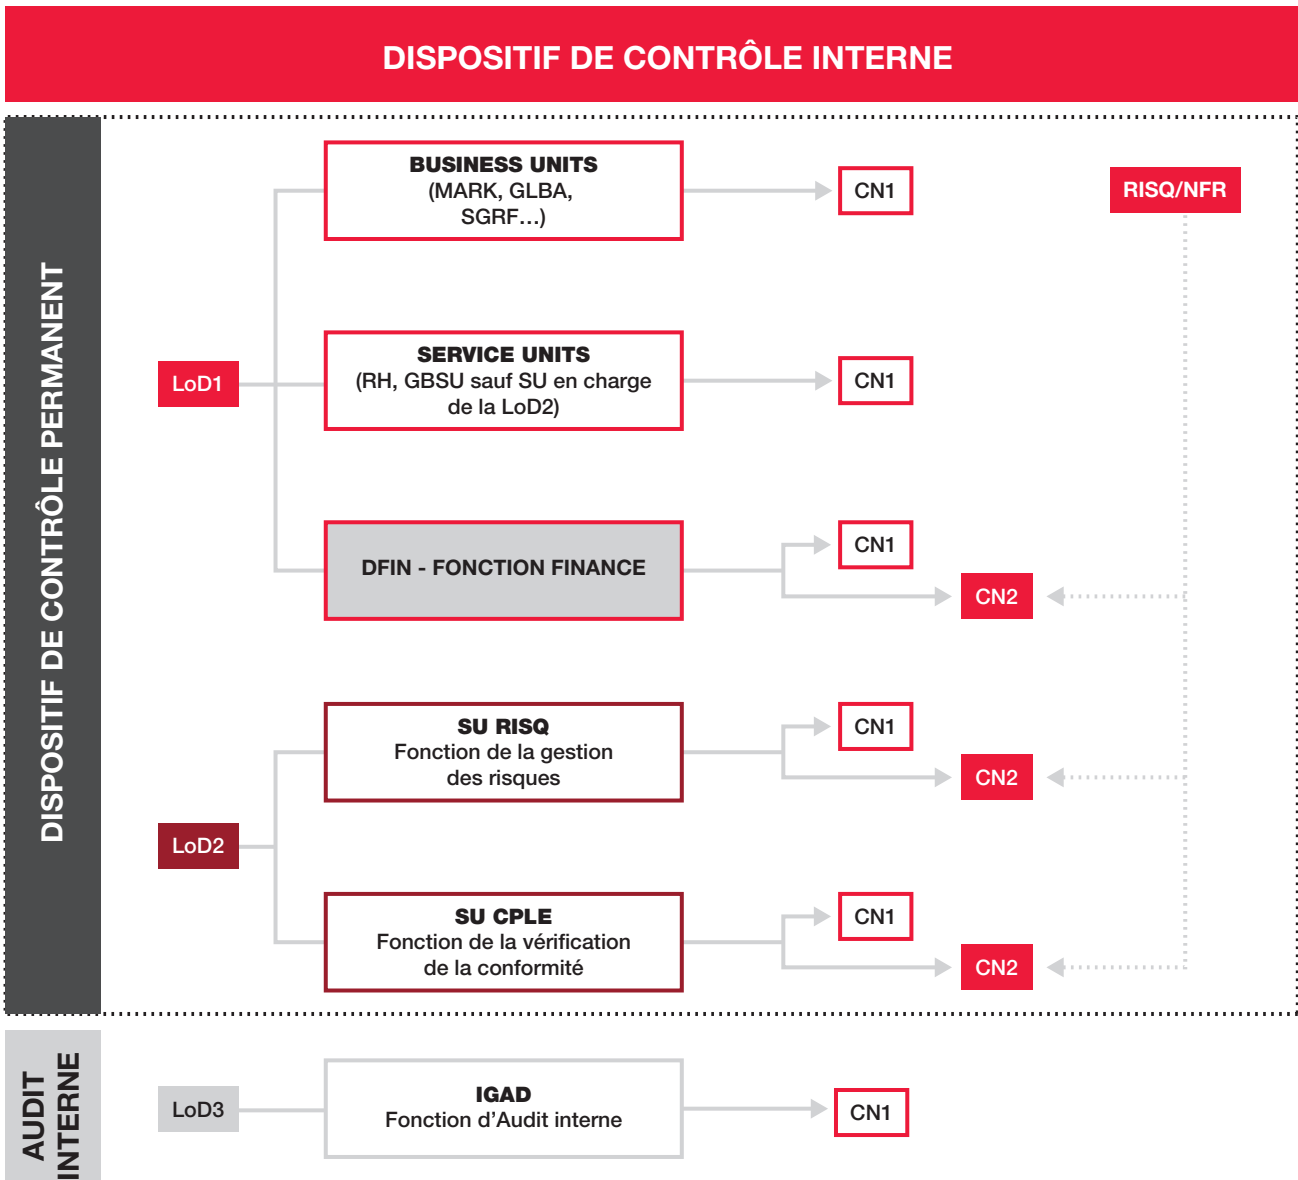 DISPOSITIF DE CONTRÔLE INTERNE
DISPOSITIF DE CONTRÔLE PERMANENT
BUSINESS UNITS
(MARK, GLBA,
SGRF…)
CN1
RISQ/NFR
LoD1
SERVICE UNITS
(RH, GBSU sauf SU en charge
de la LoD2)
CN1
DFIN - FONCTION FINANCE
CN1
CN2
LoD2
SU RISQ
Fonction de la gestion
des risques
CN1
CN2
SU CPLE
Fonction de la vérification
de la conformité
CN1
CN2
AUDIT
INTERNE
LoD3
IGAD
Fonction d’Audit interne
CN1